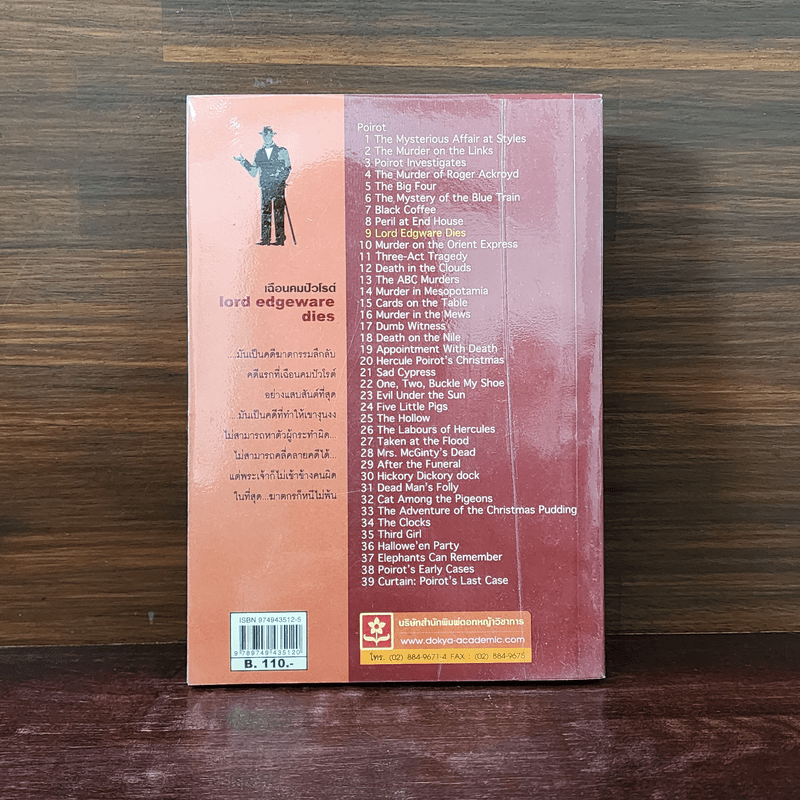 เฉือนคมปัวโรต์
lord edgeware
dies
....มันเป็นคดีฆาตกรรมลึกลับ
คดีแรกที่เฉือนคมปัวโรต์
อย่างแสบสันต์ที่สุด
....มันเป็นคดีที่ทำให้เขางุนงง
ไม่สามารถหาตัวผู้กระทำผิด...
ไม่สามารถคลี่คลายคดีได้...
แต่พระเจ้าก็ไม่เข้าข้างคนผิด
ในที่สุด...ฆาตกรก็หนีไม่พ้น
ISBN 974943512-5
9 789749 435120
B. 110.-
Poirot
1 The Mysterious Affair at Styles
2 The Murder on the Links
3 Poirot Investigates
4 The Murder of Roger Ackroyd
5 The Big Four
6 The Mystery of the Blue Train
7 Black Coffee
8 Peril at End House
9 Lord Edgware Dies
10 Murder on the Orient Express
11 Three-Act Tragedy
12 Death in the Clouds
13 The ABC Murders
14 Murder in Mesopotamia
15 Cards on the Table
16 Murder in the Mews
17 Dumb Witness
18 Death on the Nile
19 Appointment With Death
20 Hercule Poirot's Christmas
21 Sad Cypress
22 One, Two, Buckle My Shoe
23 Evil Under the Sun
24 Five Little Pigs
25 The Hollow
26 The Labours of Hercules
27 Taken at the Flood
28 Mrs. McGinty's Dead
29 After the Funeral
30 Hickory Dickory dock
31 Dead Man's Folly
32 Cat Among the Pigeons
33 The Adventure of the Christmas Pudding
34 The Clocks
35 Third Girl
36 Hallowe'en Party
37 Elephants Can Remember
38 Poirot's Early Cases
39 Curtain: Poirot's Last Case
บริษัทสำนักพิมพ์ดอกหญ้าวิชาการ
www.dokya-academic.com
โทร. (02) 884-9671-4 FAX : (02) 884-9675